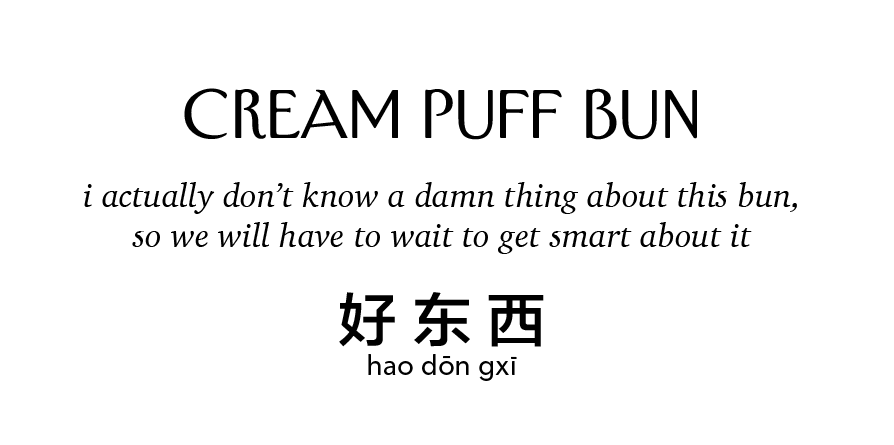 CREAM PUFF BUN
i actually don’t know a damn thing about this bun,
so we will have to wait to get smart about it
好东西
hao dōn gxī